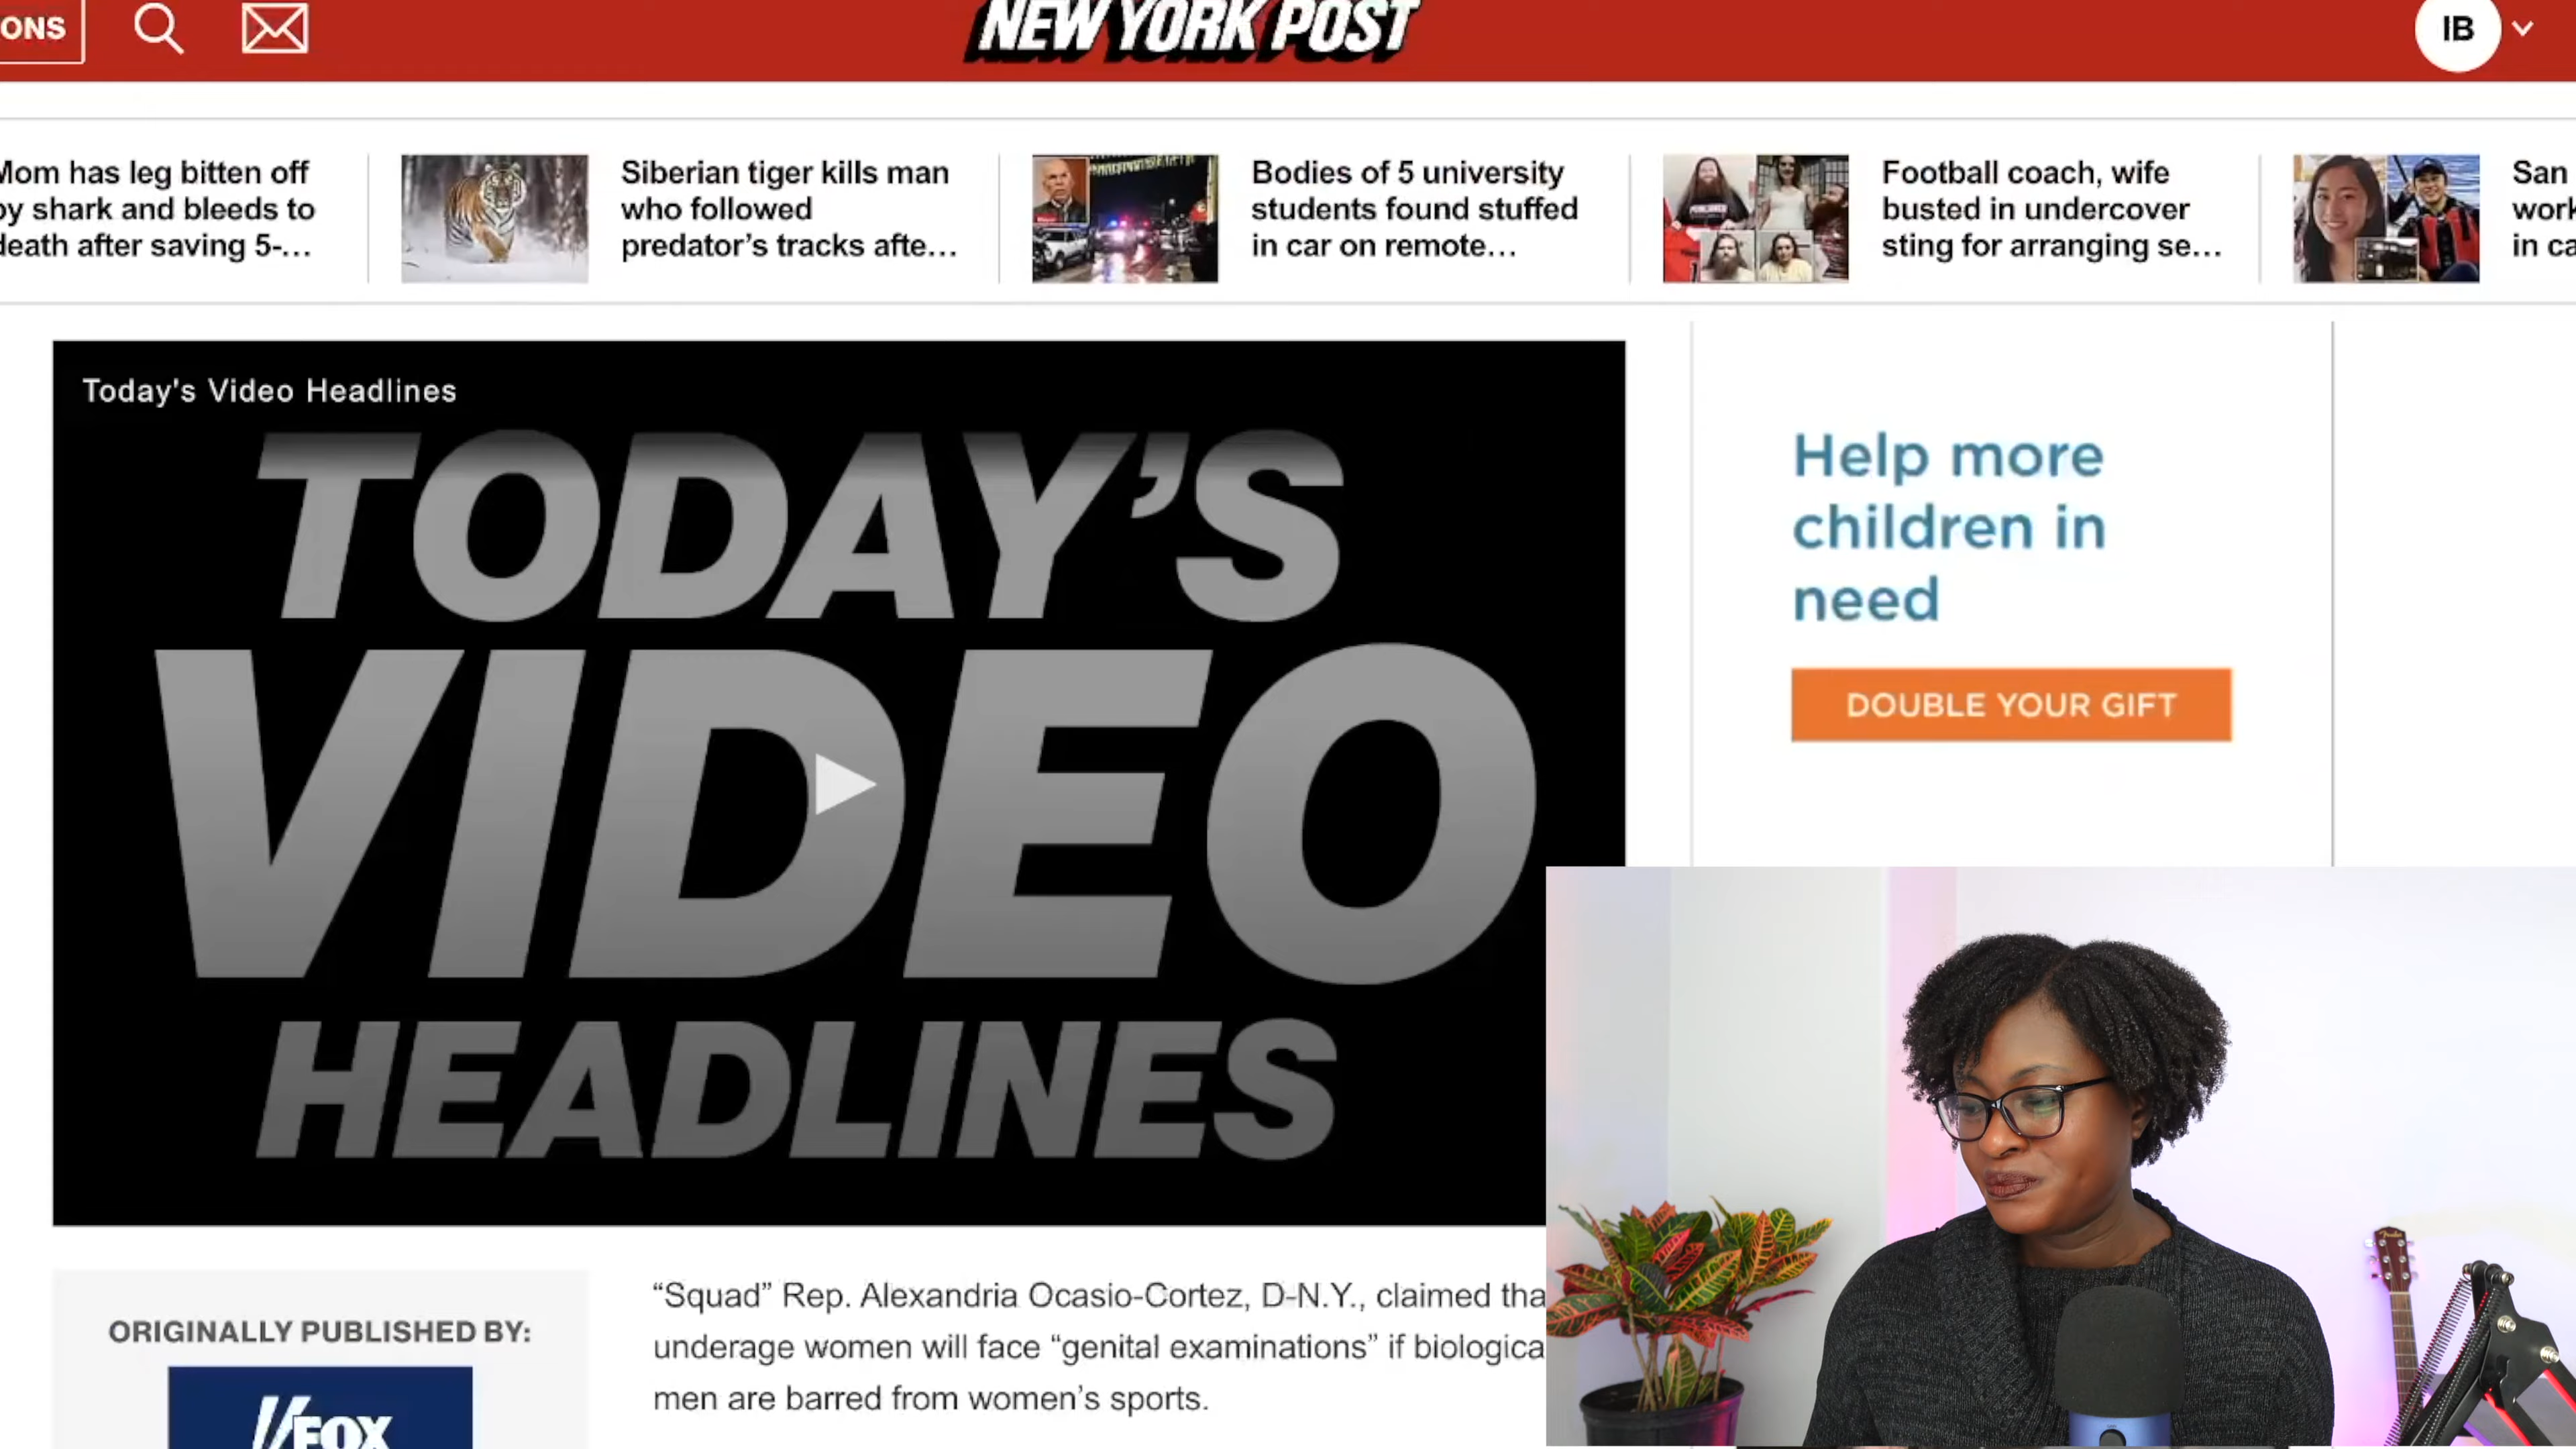 ONS
NEW YORK POST
IB
Mom has leg bitten off
by shark and bleeds to
death after saving 5-...
Siberian tiger kills man
who followed
predator's tracks afte...
Bodies of 5 university
students found stuffed
in car on remote...
Football coach, wife
busted in undercover
sting for arranging se...
San
work
in ca
Today's Video Headlines
TODAY'S
VIDEO
HEADLINES
Help more
children in
need
DOUBLE YOUR GIFT
ORIGINALLY PUBLISHED BY:
FOX
“Squad” Rep. Alexandria Ocasio-Cortez, D-N.Y., claimed tha
underage women will face “genital examinations” if biologica
men are barred from women's sports.
Fender